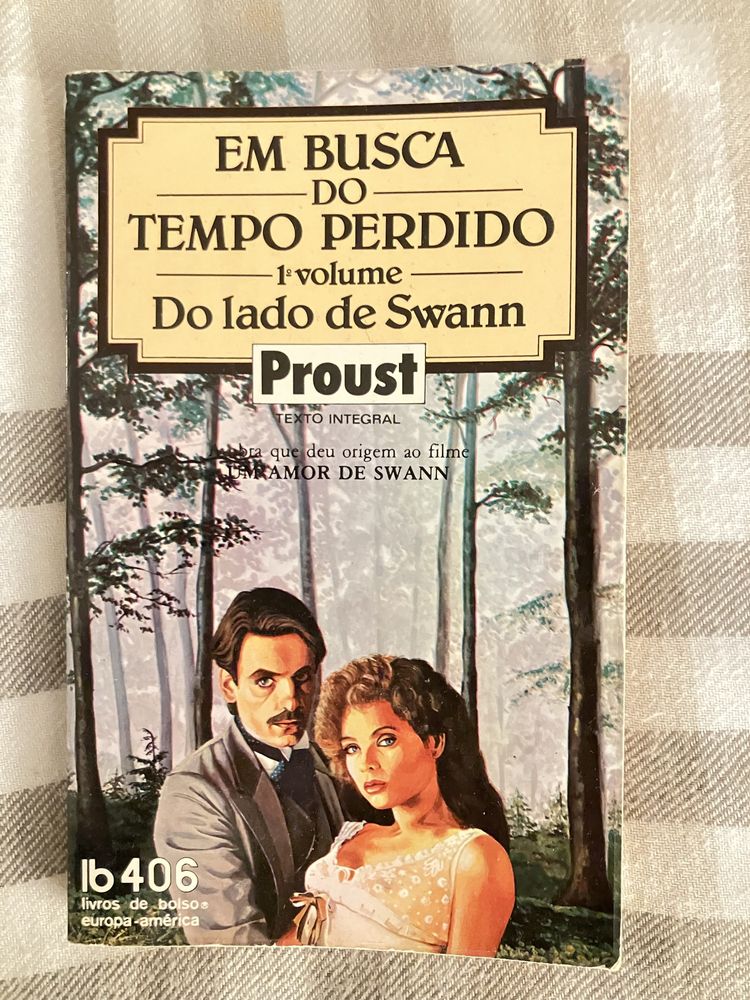 EM BUSCA
DO
TEMPO PERDIDO
1º volume
Do lado de Swann
Proust
TEXTO INTEGRAL
A obra que deu origem ao filme
UM AMOR DE SWANN
lb 406
livros de bolso®
europa-américa